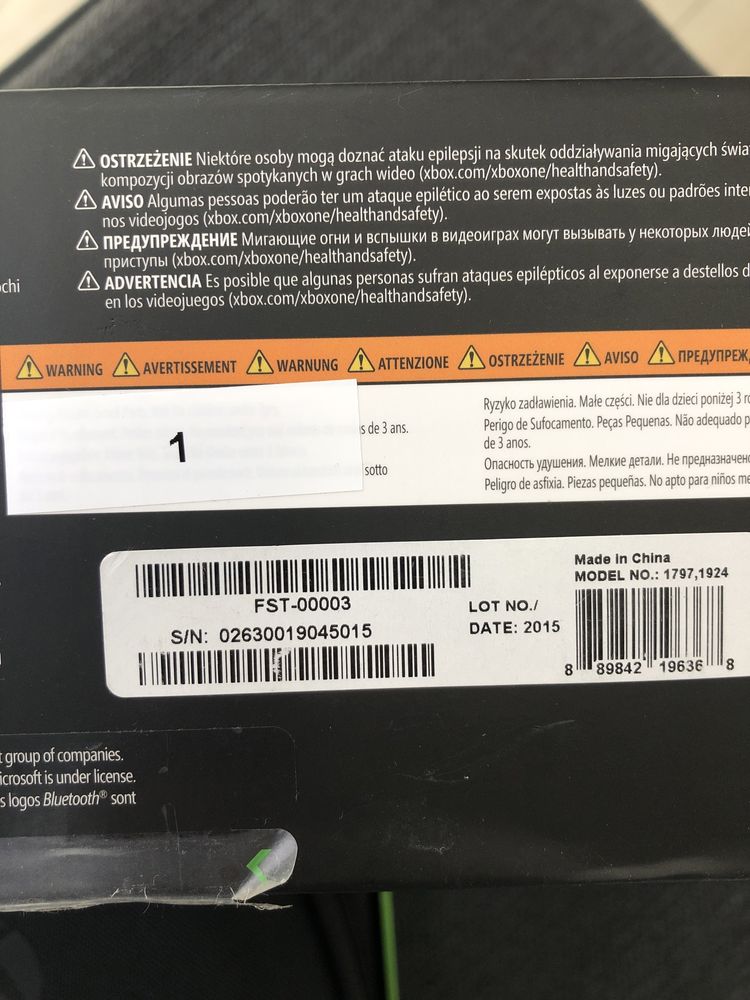 ⚠ OSTRZEŻENIE Niektóre osoby mogą doznać ataku epilepsji na skutek oddziaływania migających świa
kompozycji obrazów spotykanych w grach wideo (xbox.com/xboxone/healthandsafety).
⚠ AVISO Algumas pessoas poderão ter um ataque epilético ao serem expostas às luzes ou padrões inte
nos videojogos (xbox.com/xboxone/healthandsafety).
⚠ ПРЕДУПРЕЖДЕНИЕ Мигающие огни и вспышки в видеоиграх могут вызывать у некоторых людей
приступы (xbox.com/xboxone/healthandsafety).
ochi
⚠ ADVERTENCIA Es posible que algunas personas sufran ataques epilépticos al exponerse a destellos d
en los videojuegos (xbox.com/xboxone/healthandsafety).
⚠ WARNING ⚠ AVERTISSEMENT ⚠ WARNUNG ⚠ ATTENZIONE ⚠ OSTRZEŻENIE ⚠ AVISO ⚠ ПРЕДУПРЕЖ
1
s de 3 ans.
sotto
Ryzyko zadławienia. Małe części. Nie dla dzieci poniżej 3 ro
Perigo de Sufocamento. Peças Pequenas. Não adequado p
de 3 anos.
Опасность удушения. Мелкие детали. Не предназначено
Peligro de asfixia. Piezas pequeñas. No apto para niños me
FST-00003
S/N: 02630019045015
LOT NO./
DATE: 2015
Made in China
MODEL NO.: 1797,1924
8 89842 19636 8
t group of companies.
icrosoft is under license.
s logos Bluetooth® sont